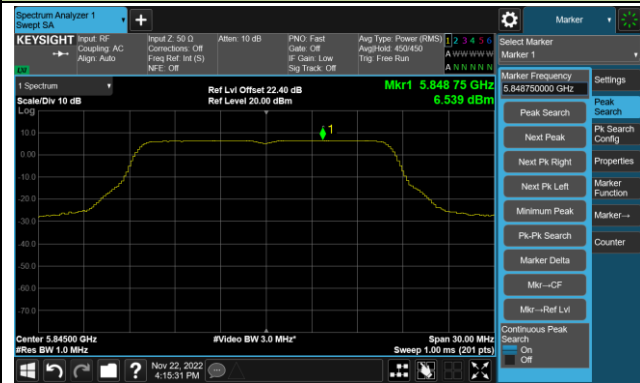 Spectrum Analyzer 1
Swept SA
Marker
KEYSIGHT
Input: RF
Coupling: AC
Align: Auto
Input Z: 50 Ω
Corrections: Off
Freq Ref: Int (S)
NFE: Off
Atten: 10 dB
PNO: Fast
Gate: Off
IF Gain: Low
Sig Track: Off
Avg Type: Power (RMS)
Avg|Hold: 450/450
Trig: Free Run
1 2 3 4 5 6
A W W W W W
A N N N N N
Select Marker
Marker 1
1 Spectrum
Scale/Div 10 dB
Log
Ref Lvl Offset 22.40 dB
Ref Level 20.00 dBm
Mkr1 5.848 75 GHz
6.539 dBm
Marker Frequency
5.848750000 GHz
Peak Search
Next Peak
Next Pk Right
Next Pk Left
Minimum Peak
Pk-Pk Search
Marker Delta
Mkr→CF
Mkr→Ref Lvl
Continuous Peak
Search
On
Off
Settings
Peak
Search
Pk Search
Config
Properties
Marker
Function
Marker→
Counter
1
10.0
0.00
-10.0
-20.0
-30.0
-40.0
-50.0
-60.0
-70.0
Center 5.84500 GHz
#Res BW 1.0 MHz
#Video BW 3.0 MHz*
Span 30.00 MHz
Sweep 1.00 ms (201 pts)
Nov 22, 2022
4:15:31 PM